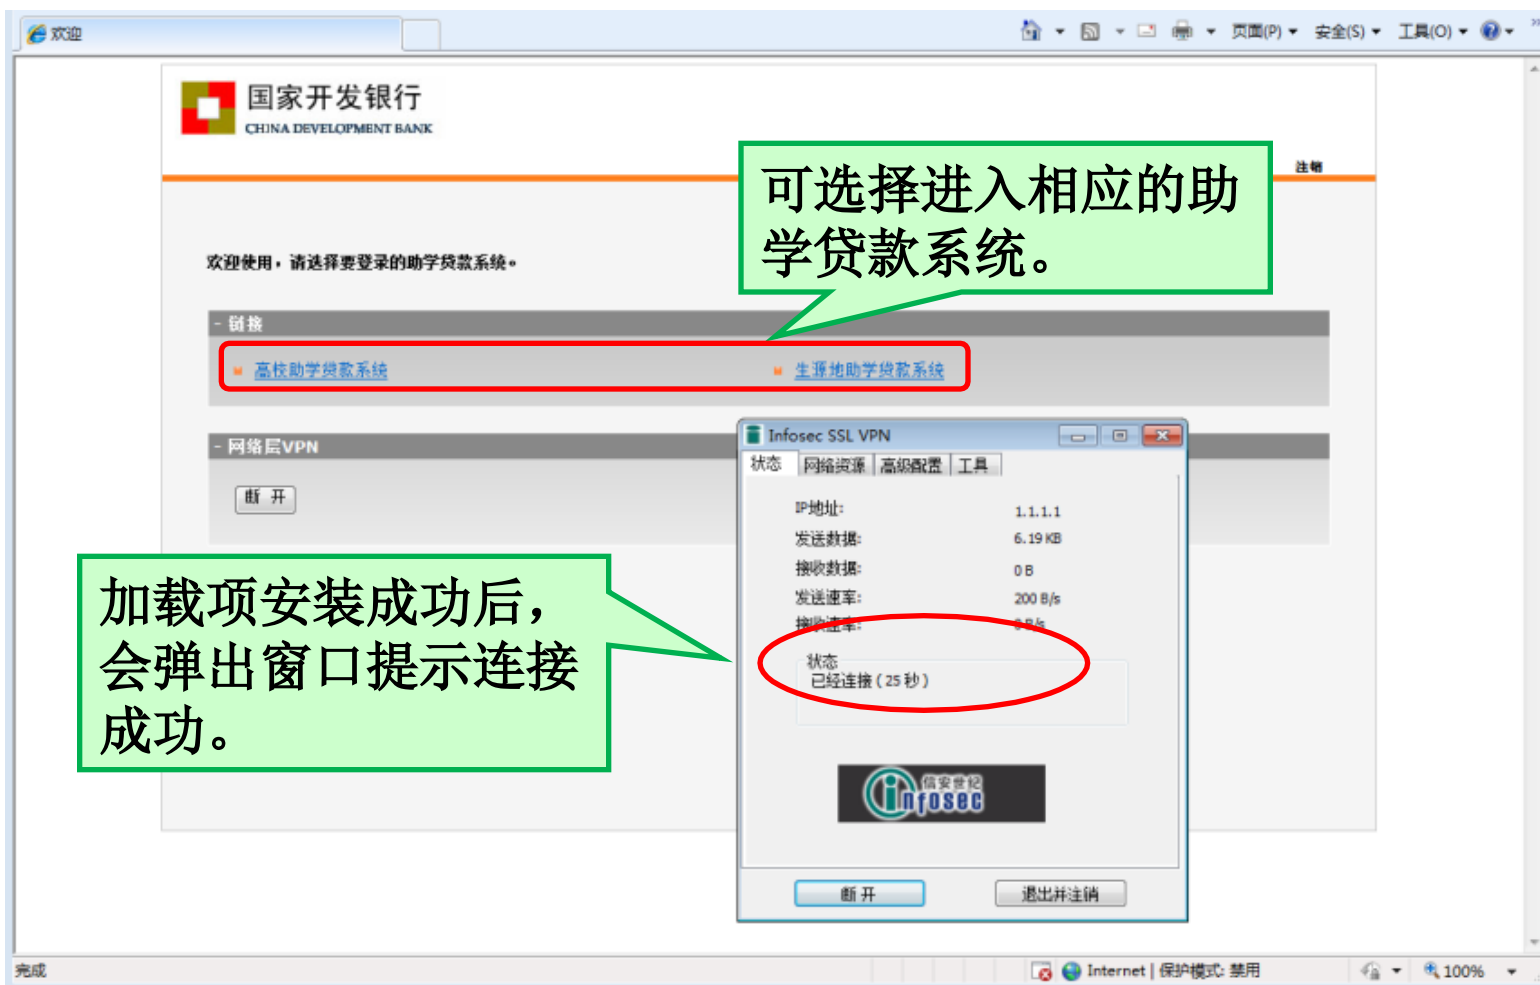 欢迎
页面(P) 安全(S) 工具(O)
国家开发银行
CHINA DEVELOPMENT BANK
注销
可选择进入相应的助
学贷款系统。
欢迎使用，请选择要登录的助学贷款系统。
- 链接
高校助学贷款系统 生源地助学贷款系统
- 网络层VPN
断 开
Infosec SSL VPN
状态 网络资源 高级配置 工具
IP地址: 1.1.1.1
发送数据: 6.19 KB
接收数据: 0 B
发送速率: 200 B/s
接收速率: 0 B/s
状态
已经连接 ( 25 秒 )
加载项安装成功后，
会弹出窗口提示连接
成功。
信安世纪
infosec
断 开 退出并注销
完成
Internet | 保护模式: 禁用 100%